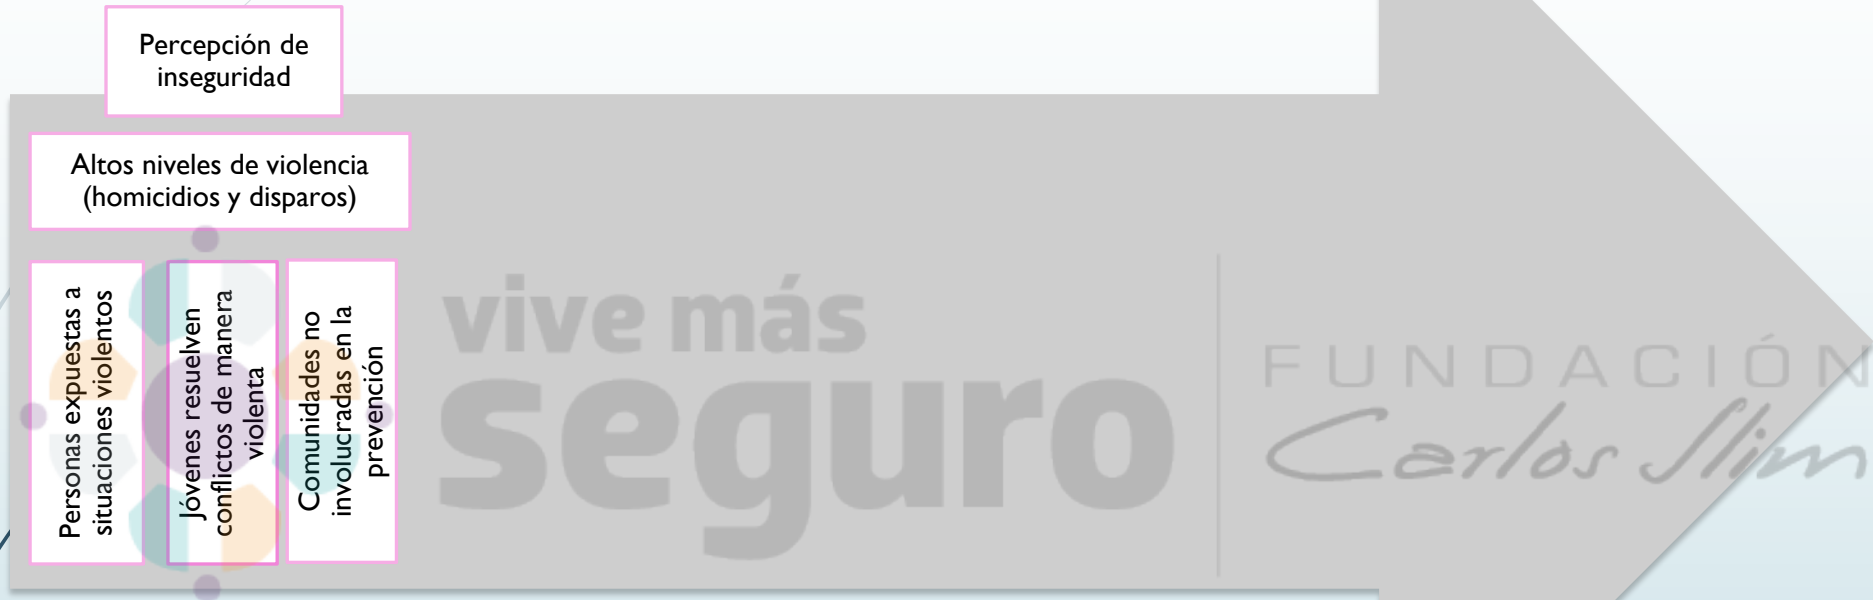 Percepción de
inseguridad
Altos niveles de violencia
(homicidios y disparos)
Personas expuestas a
situaciones violentos
Jóvenes resuelven
conflictos de manera
violenta
Comunidades no
involucradas en la
prevención
vive más
seguro
FUNDACIÓN
Carlos Slim